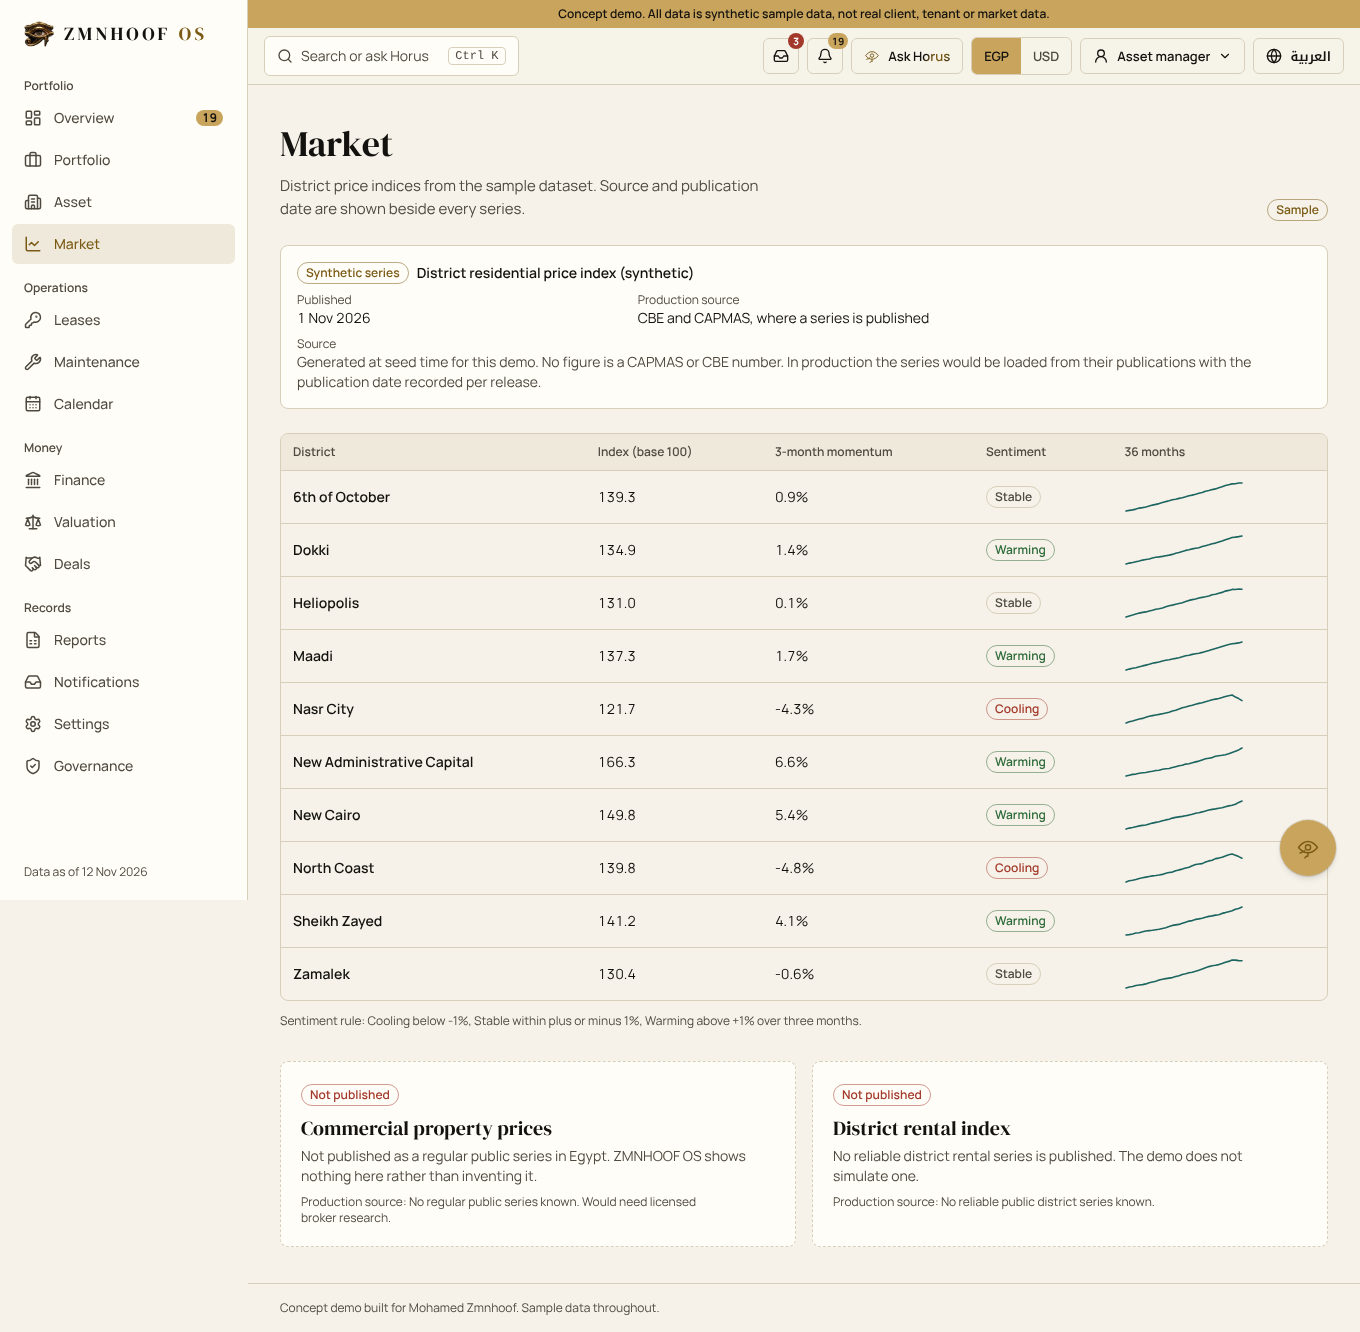 ZMNHOOF OS
Portfolio
Overview 19
Portfolio
Asset
Market
Operations
Leases
Maintenance
Calendar
Money
Finance
Valuation
Deals
Records
Reports
Notifications
Settings
Governance
Data as of 12 Nov 2026
Concept demo. All data is synthetic sample data, not real client, tenant or market data.
Search or ask Horus Ctrl K
3
19
Ask Horus
EGP USD
Asset manager
العربية
Market
District price indices from the sample dataset. Source and publication
date are shown beside every series.
Sample
Synthetic series District residential price index (synthetic)
Published Production source
1 Nov 2026 CBE and CAPMAS, where a series is published
Source
Generated at seed time for this demo. No figure is a CAPMAS or CBE number. In production the series would be loaded from their publications with the
publication date recorded per release.
District Index (base 100) 3-month momentum Sentiment 36 months
6th of October 139.3 0.9% Stable
Dokki 134.9 1.4% Warming
Heliopolis 131.0 0.1% Stable
Maadi 137.3 1.7% Warming
Nasr City 121.7 -4.3% Cooling
New Administrative Capital 166.3 6.6% Warming
New Cairo 149.8 5.4% Warming
North Coast 139.8 -4.8% Cooling
Sheikh Zayed 141.2 4.1% Warming
Zamalek 130.4 -0.6% Stable
Sentiment rule: Cooling below -1%, Stable within plus or minus 1%, Warming above +1% over three months.
Not published
Commercial property prices
Not published as a regular public series in Egypt. ZMNHOOF OS shows
nothing here rather than inventing it.
Production source: No regular public series known. Would need licensed
broker research.
Not published
District rental index
No reliable district rental series is published. The demo does not
simulate one.
Production source: No reliable public district series known.
Concept demo built for Mohamed Zmnhoof. Sample data throughout.